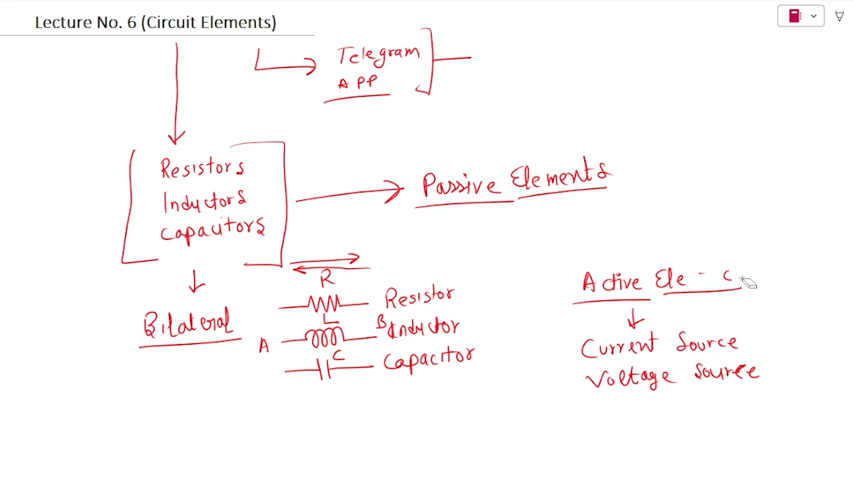 Lecture No. 6 (Circuit Elements)
Telegram
APP
Resistors
Inductors
Capacitors
Passive Elements
Bilateral
R
Resistor
L
A
B
Inductor
C
Capacitor
Active Ele - C
Current Source
Voltage Source